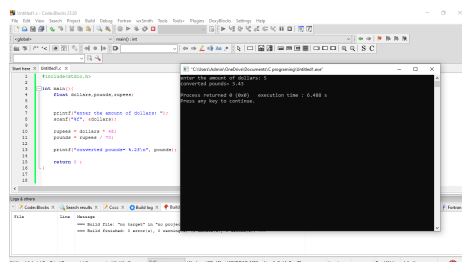 Untitled1.c - Code::Blocks 20.03
File Edit View Search Project Build Debug Fortran wxSmith Tools Tools+ Plugins DoxyBlocks Settings Help
<global>
main() : int
Start here
Untitled1.c
1 #include<stdio.h>
2
3 int main(){
4 float dollars,pounds,rupees;
5
6
7 printf("enter the amount of dollars: ");
8 scanf("%f", &dollars);
9
10 rupees = dollars *
11 pounds = rupees /
12
13 printf("converted pounds= %.2f\n", pounds);
14
15 return 0 ;
16 }
17
18
"C:\Users\Admin\OneDrive\Documents\C programing\Untitled1.exe"
enter the amount of dollars: 5
converted pounds= 3.43
Process returned 0 (0x0) execution time : 6.488 s
Press any key to continue.
Logs & others
Code::Blocks
Search results
Cccc
Build log
Build
Fortran
File Line Message
=== Build file: "no target" in "no projec
=== Build finished: 0 error(s), 0 warning